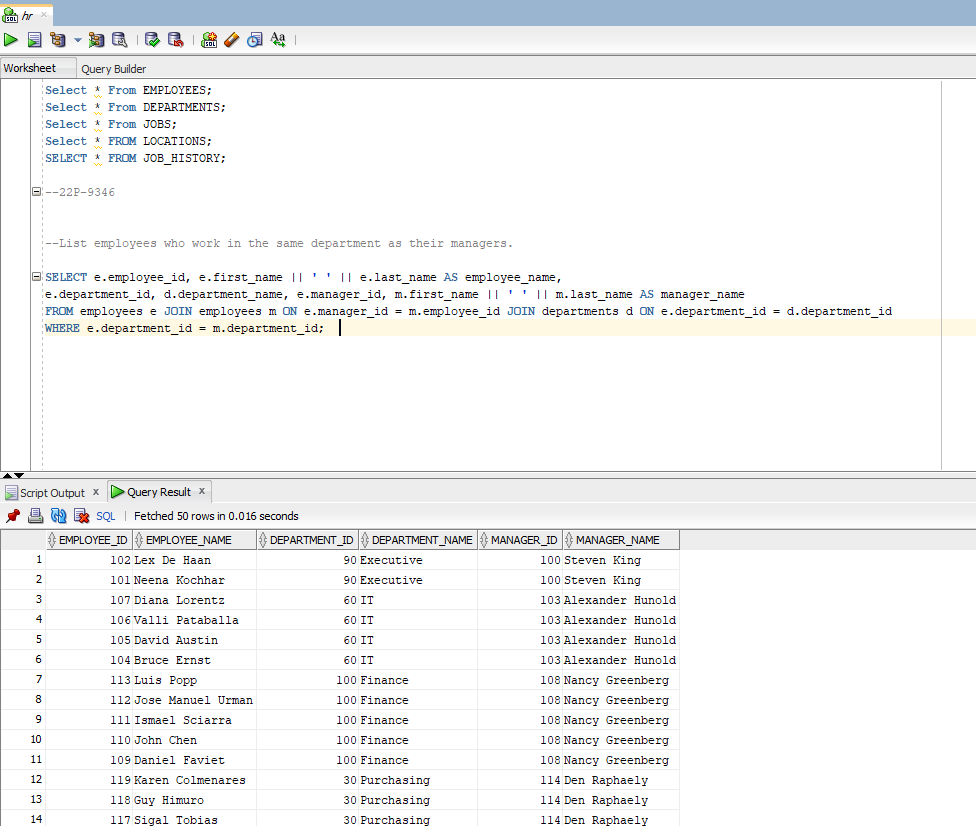 hr
Worksheet Query Builder
Select * From EMPLOYEES;
Select * From DEPARTMENTS;
Select * From JOBS;
Select * FROM LOCATIONS;
SELECT * FROM JOB_HISTORY;
--22P-9346
--List employees who work in the same department as their managers.
SELECT e.employee_id, e.first_name || ' ' || e.last_name AS employee_name,
e.department_id, d.department_name, e.manager_id, m.first_name || ' ' || m.last_name AS manager_name
FROM employees e JOIN employees m ON e.manager_id = m.employee_id JOIN departments d ON e.department_id = d.department_id
WHERE e.department_id = m.department_id;
Script Output x Query Result x
SQL | Fetched 50 rows in 0.016 seconds
EMPLOYEE_ID EMPLOYEE_NAME DEPARTMENT_ID DEPARTMENT_NAME MANAGER_ID MANAGER_NAME
1 102 Lex De Haan 90 Executive 100 Steven King
2 101 Neena Kochhar 90 Executive 100 Steven King
3 107 Diana Lorentz 60 IT 103 Alexander Hunold
4 106 Valli Pataballa 60 IT 103 Alexander Hunold
5 105 David Austin 60 IT 103 Alexander Hunold
6 104 Bruce Ernst 60 IT 103 Alexander Hunold
7 113 Luis Popp 100 Finance 108 Nancy Greenberg
8 112 Jose Manuel Urman 100 Finance 108 Nancy Greenberg
9 111 Ismael Sciarra 100 Finance 108 Nancy Greenberg
10 110 John Chen 100 Finance 108 Nancy Greenberg
11 109 Daniel Faviet 100 Finance 108 Nancy Greenberg
12 119 Karen Colmenares 30 Purchasing 114 Den Raphaely
13 118 Guy Himuro 30 Purchasing 114 Den Raphaely
14 117 Sigal Tobias 30 Purchasing 114 Den Raphaely